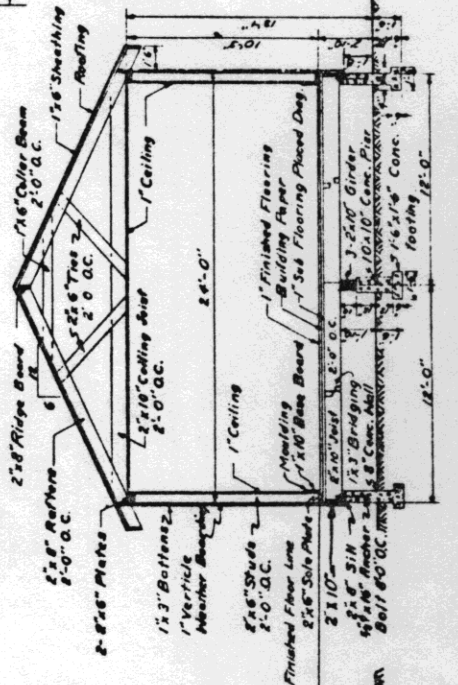 2"x8" Ridge Board
1"x6" Collar Beam
2'-0" O.C.
1"x6" Sheathing
Roofing
2"x8" Rafters
2'-0" O.C.
12
6
2"x6" Ties
2'0" O.C.
2-2"x6" Plates
2"x10" Ceiling Joist
2'-0" O.C.
1" Ceiling
1"x3" Battens
1" Verticle
Weather Boarding
24'-0"
1" Ceiling
2"x6" Studs
2'-0" O.C.
Moulding
1"x10" Base Board
1" Finished Flooring
Building Paper
1" Sub Flooring Placed Diag.
Finished Floor Line
2"x6" Sole Plate
2"x10"
2"x10" Joist 2'-0" O.C.
1"x3" Bridging
3-2"x10" Girder
10"x10" Conc. Pier
2"x6" Sill
8" Conc. Wall
Anchor
Bolt 6'0" O.C.
12'-0"
12'-0"
1'-6"x1'-6" Conc.
Footing